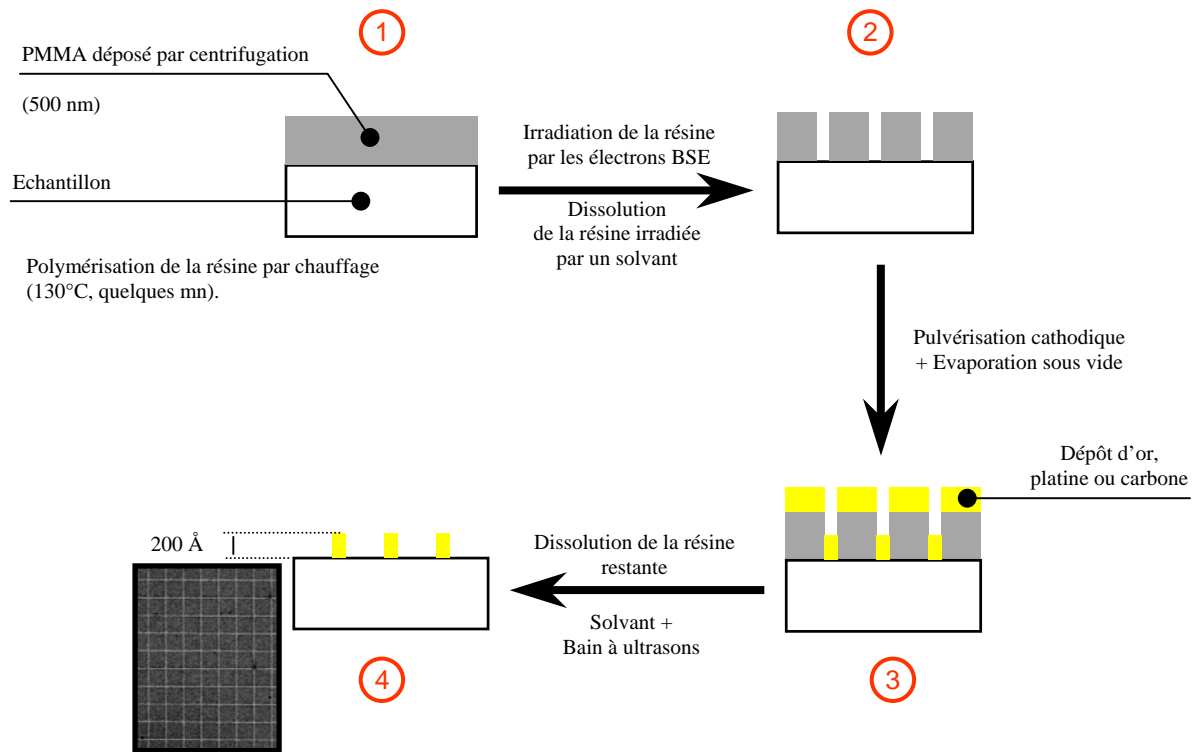 1
PMMA déposé par centrifugation
(500 nm)
Echantillon
Polymérisation de la résine par chauffage
(130°C, quelques mn).
Irradiation de la résine
par les électrons BSE
Dissolution
de la résine irradiée
par un solvant
2
Pulvérisation cathodique
+ Evaporation sous vide
Dépôt d’or,
platine ou carbone
3
Dissolution de la résine
restante
Solvant +
Bain à ultrasons
200 Å
4